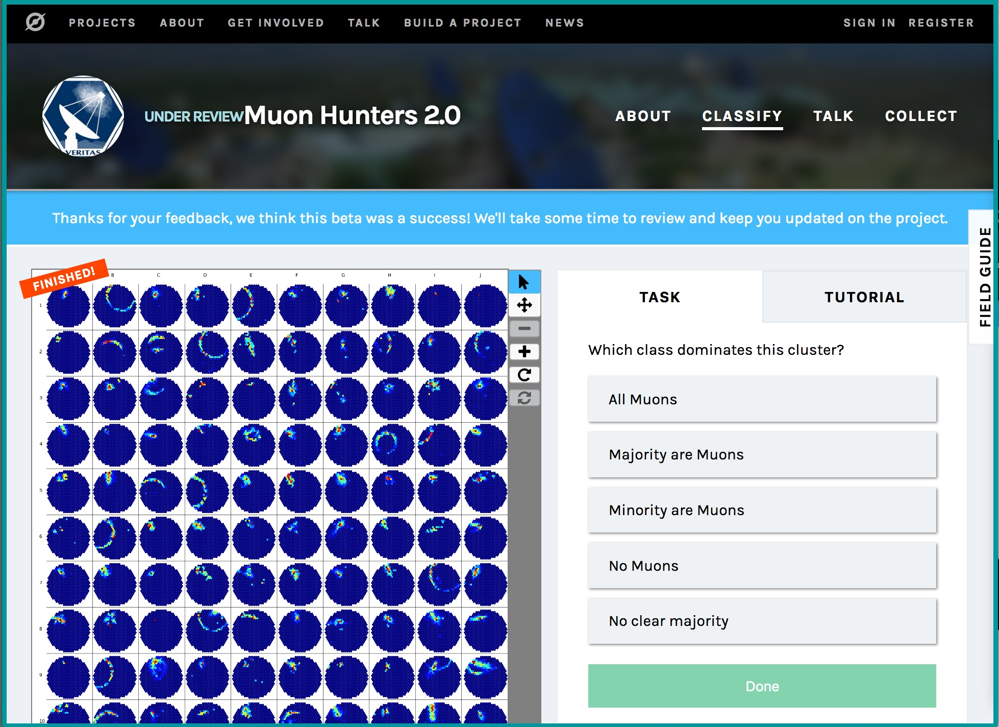 PROJECTS ABOUT GET INVOLVED TALK BUILD A PROJECT NEWS SIGN IN REGISTER
VERITAS
UNDER REVIEW Muon Hunters 2.0
ABOUT CLASSIFY TALK COLLECT
Thanks for your feedback, we think this beta was a success! We'll take some time to review and keep you updated on the project.
FIELD GUIDE
FINISHED!
B C D E F G H I J
1
2
3
4
5
6
7
8
9
10
TASK TUTORIAL
Which class dominates this cluster?
All Muons
Majority are Muons
Minority are Muons
No Muons
No clear majority
Done